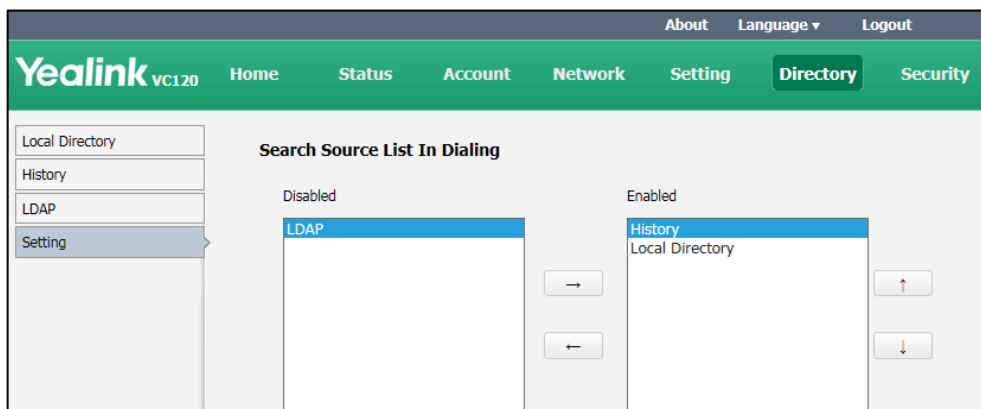 About Language ▾ Logout
Yealink VC120 Home Status Account Network Setting Directory Security
Local Directory
History
LDAP
Setting
Search Source List In Dialing
Disabled Enabled
LDAP
History
Local Directory
→
←
↑
↓